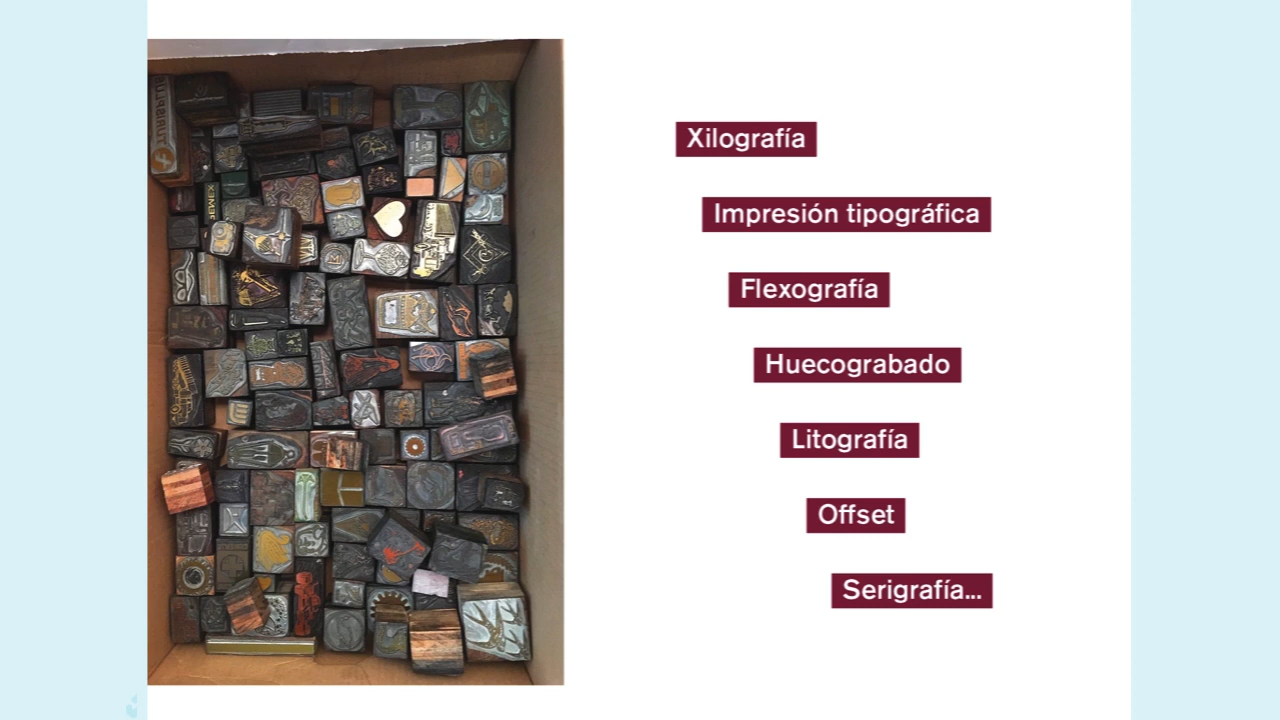 Xilografía
Impresión tipográfica
Flexografía
Huecograbado
Litografía
Offset
Serigrafía...